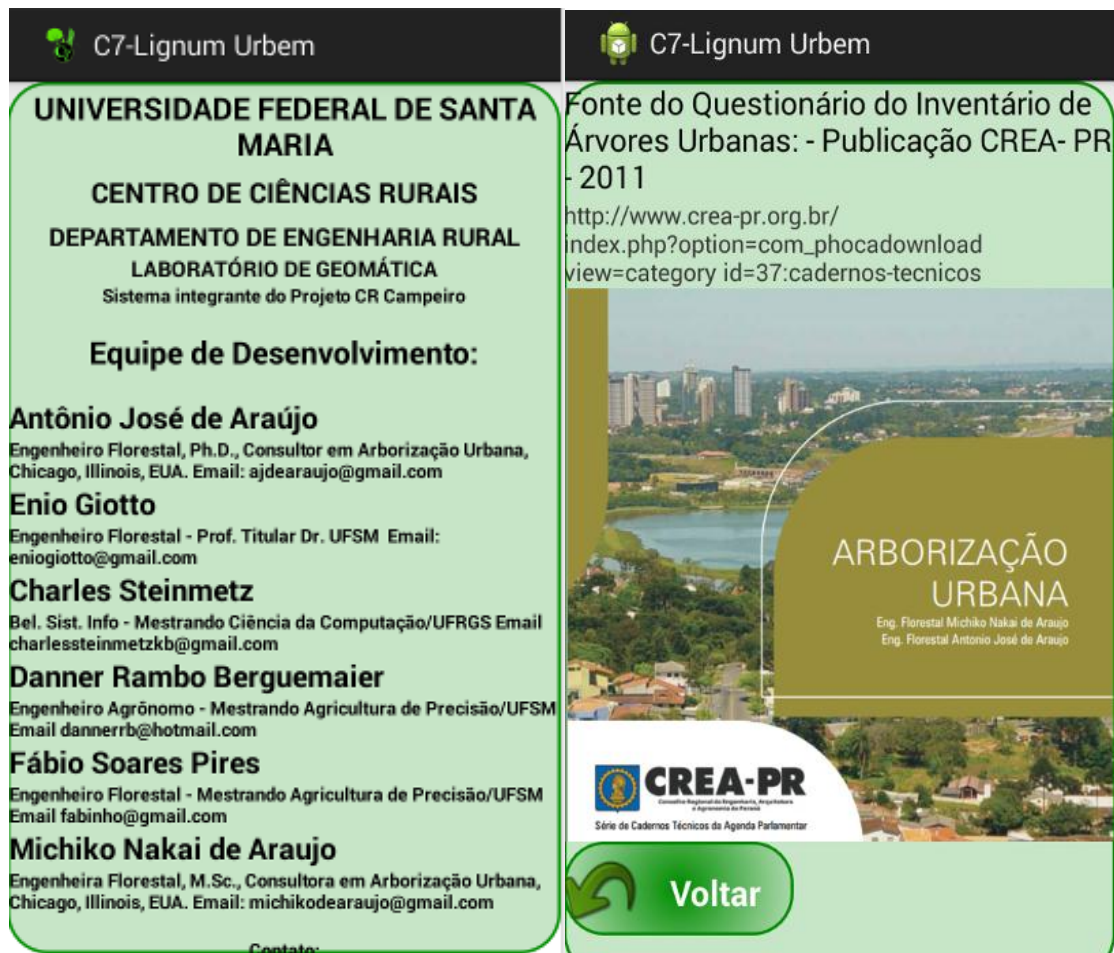 C7-Lignum Urbem
UNIVERSIDADE FEDERAL DE SANTA
MARIA
CENTRO DE CIÊNCIAS RURAIS
DEPARTAMENTO DE ENGENHARIA RURAL
LABORATÓRIO DE GEOMÁTICA
Sistema integrante do Projeto CR Campeiro
Equipe de Desenvolvimento:
Antônio José de Araújo
Engenheiro Florestal, Ph.D., Consultor em Arborização Urbana,
Chicago, Illinois, EUA. Email: ajdearaujo@gmail.com
Enio Giotto
Engenheiro Florestal - Prof. Titular Dr. UFSM Email:
eniogiotto@gmail.com
Charles Steinmetz
Bel. Sist. Info - Mestrando Ciência da Computação/UFRGS Email
charlessteinmetzkb@gmail.com
Danner Rambo Berguemaier
Engenheiro Agrônomo - Mestrando Agricultura de Precisão/UFSM
Email dannerrb@hotmail.com
Fábio Soares Pires
Engenheiro Florestal - Mestrando Agricultura de Precisão/UFSM
Email fabinho@gmail.com
Michiko Nakai de Araujo
Engenheira Florestal, M.Sc., Consultora em Arborização Urbana,
Chicago, Illinois, EUA. Email: michikodearaujo@gmail.com
Contato:
C7-Lignum Urbem
Fonte do Questionário do Inventário de
Árvores Urbanas: - Publicação CREA- PR
- 2011
http://www.crea-pr.org.br/
index.php?option=com_phocadownload
view=category id=37:cadernos-tecnicos
ARBORIZAÇÃO
URBANA
Eng. Florestal Michiko Nakai de Araujo
Eng. Florestal Antonio José de Araujo
CREA-PR
Conselho Regional de Engenharia, Arquitetura
e Agronomia do Paraná
Série de Cadernos Técnicos da Agenda Parlamentar
Voltar